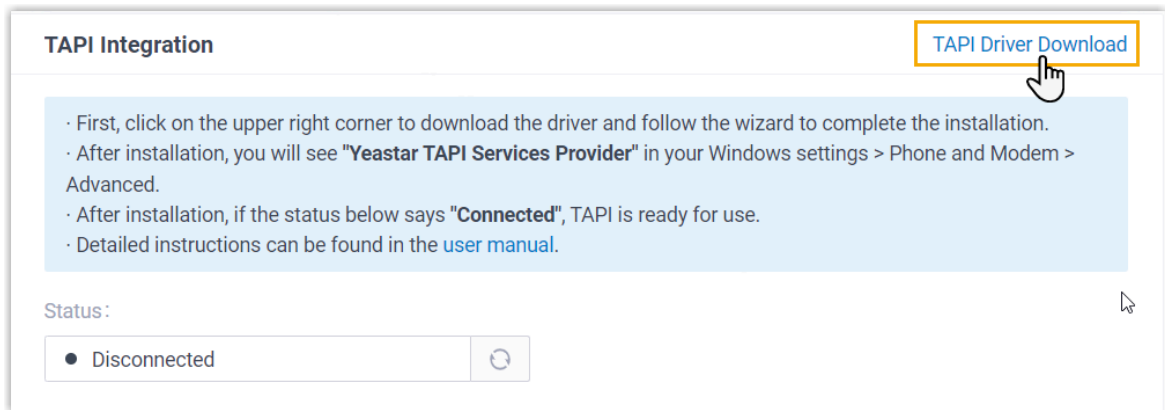 TAPI Integration
TAPI Driver Download
· First, click on the upper right corner to download the driver and follow the wizard to complete the installation.
· After installation, you will see "Yeastar TAPI Services Provider" in your Windows settings > Phone and Modem >
Advanced.
· After installation, if the status below says "Connected", TAPI is ready for use.
· Detailed instructions can be found in the user manual.
Status:
● Disconnected